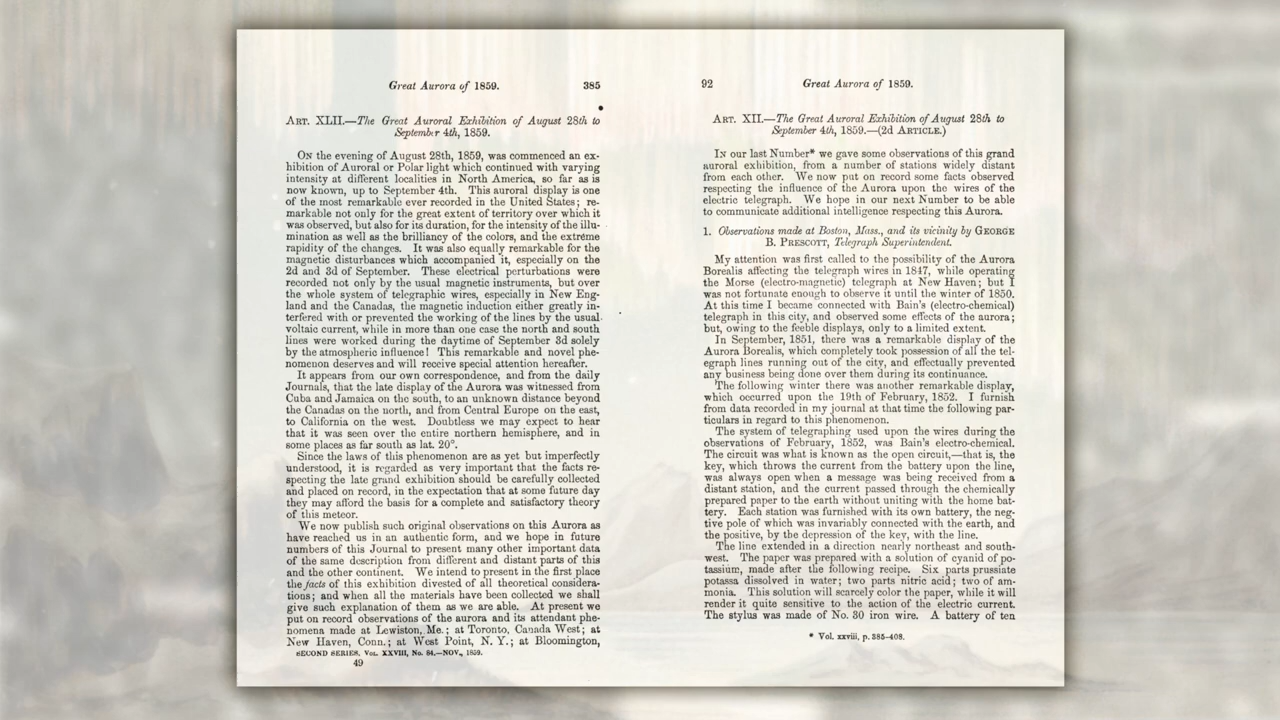 Great Aurora of 1859. 385
ART. XLII.—The Great Auroral Exhibition of August 28th to
September 4th, 1859.
ON the evening of August 28th, 1859, was commenced an ex-
hibition of Auroral or Polar light which continued with varying
intensity at different localities in North America, so far as is
now known, up to September 4th. This auroral display is one
of the most remarkable ever recorded in the United States; re-
markable not only for the great extent of territory over which it
was observed, but also for its duration, for the intensity of the illu-
mination as well as the brilliancy of the colors, and the extreme
rapidity of the changes. It was also equally remarkable for the
magnetic disturbances which accompanied it, especially on the
2d and 3d of September. These electrical perturbations were
recorded not only by the usual magnetic instruments, but over
the whole system of telegraphic wires, especially in New Eng-
land and the Canadas, the magnetic induction either greatly in-
terfered with or prevented the working of the lines by the usual
voltaic current, while in more than one case the north and south
lines were worked during the daytime of September 3d solely
by the atmospheric influence! This remarkable and novel phe-
nomenon deserves and will receive special attention hereafter.
It appears from our own correspondence, and from the daily
Journals, that the late display of the Aurora was witnessed from
Cuba and Jamaica on the south, to an unknown distance beyond
the Canadas on the north, and from Central Europe on the east,
to California on the west. Doubtless we may expect to hear
that it was seen over the entire northern hemisphere, and in
some places as far south as lat. 20°.
Since the laws of this phenomenon are as yet but imperfectly
understood, it is regarded as very important that the facts re-
specting the late grand exhibition should be carefully collected
and placed on record, in the expectation that at some future day
they may afford the basis for a complete and satisfactory theory
of this meteor.
We now publish such original observations on this Aurora as
have reached us in an authentic form, and we hope in future
numbers of this Journal to present many other important data
of the same description from different and distant parts of this
and the other continent. We intend to present in the first place
the facts of this exhibition divested of all theoretical considera-
tions; and when all the materials have been collected we shall
give such explanation of them as we are able. At present we
put on record observations of the aurora and its attendant phe-
nomena made at Lewiston, Me.; at Toronto, Canada West; at
New Haven, Conn.; at West Point, N. Y.; at Bloomington,
SECOND SERIES, VOL. XXVIII, No. 84.—NOV., 1859.
49
92 Great Aurora of 1859.
ART. XII.—The Great Auroral Exhibition of August 28th to
September 4th, 1859.—(2d ARTICLE.)
IN our last Number* we gave some observations of this grand
auroral exhibition, from a number of stations widely distant
from each other. We now put on record some facts observed
respecting the influence of the Aurora upon the wires of the
electric telegraph. We hope in our next Number to be able
to communicate additional intelligence respecting this Aurora.
1. Observations made at Boston, Mass., and its vicinity by GEORGE
B. PRESCOTT, Telegraph Superintendent.
My attention was first called to the possibility of the Aurora
Borealis affecting the telegraph wires in 1847, while operating
the Morse (electro-magnetic) telegraph at New Haven; but I
was not fortunate enough to observe it until the winter of 1850.
At this time I became connected with Bain's (electro-chemical)
telegraph in this city, and observed some effects of the aurora;
but, owing to the feeble displays, only to a limited extent.
In September, 1851, there was a remarkable display of the
Aurora Borealis, which completely took possession of all the tel-
egraph lines running out of the city, and effectually prevented
any business being done over them during its continuance.
The following winter there was another remarkable display,
which occurred upon the 19th of February, 1852. I furnish
from data recorded in my journal at that time the following par-
ticulars in regard to this phenomenon.
The system of telegraphing used upon the wires during the
observations of February, 1852, was Bain's electro-chemical.
The circuit was what is known as the open circuit,—that is, the
key, which throws the current from the battery upon the line,
was always open when a message was being received from a
distant station, and the current passed through the chemically
prepared paper to the earth without uniting with the home bat-
tery. Each station was furnished with its own battery, the neg-
tive pole of which was invariably connected with the earth, and
the positive, by the depression of the key, with the line.
The line extended in a direction nearly northeast and south-
west. The paper was prepared with a solution of cyanid of po-
tassium, made after the following recipe. Six parts prussiate
potassa dissolved in water; two parts nitric acid; two of am-
monia. This solution will scarcely color the paper, while it will
render it quite sensitive to the action of the electric current.
The stylus was made of No. 30 iron wire. A battery of ten
* Vol. xxviii, p. 385-408.